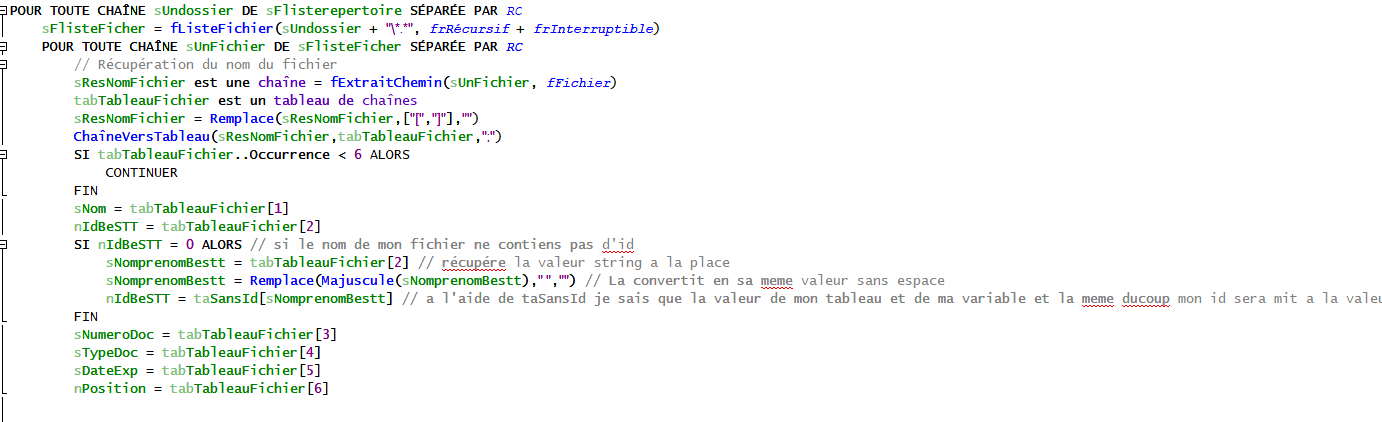 POUR TOUTE CHAÎNE sUndossier DE sFlisterepertoire SÉPARÉE PAR RC
sFlisteFicher = fListeFichier(sUndossier + "\*.*", frRécursif + frInterruptible)
POUR TOUTE CHAÎNE sUnFichier DE sFlisteFicher SÉPARÉE PAR RC
// Récupération du nom du fichier
sResNomFichier est une chaîne = fExtraitChemin(sUnFichier, fFichier)
tabTableauFichier est un tableau de chaînes
sResNomFichier = Remplace(sResNomFichier,["[","]"],"")
ChaîneVersTableau(sResNomFichier,tabTableauFichier,":")
SI tabTableauFichier..Occurrence < 6 ALORS
CONTINUER
FIN
sNom = tabTableauFichier[1]
nIdBeSTT = tabTableauFichier[2]
SI nIdBeSTT = 0 ALORS // si le nom de mon fichier ne contiens pas d'id
sNomprenomBestt = tabTableauFichier[2] // récupére la valeur string a la place
sNomprenomBestt = Remplace(Majuscule(sNomprenomBestt)," ","") // La convertit en sa meme valeur sans espace
nIdBeSTT = taSansId[sNomprenomBestt] // a l'aide de taSansId je sais que la valeur de mon tableau et de ma variable et la meme ducoup mon id sera mit a la valeu
FIN
sNumeroDoc = tabTableauFichier[3]
sTypeDoc = tabTableauFichier[4]
sDateExp = tabTableauFichier[5]
nPosition = tabTableauFichier[6]